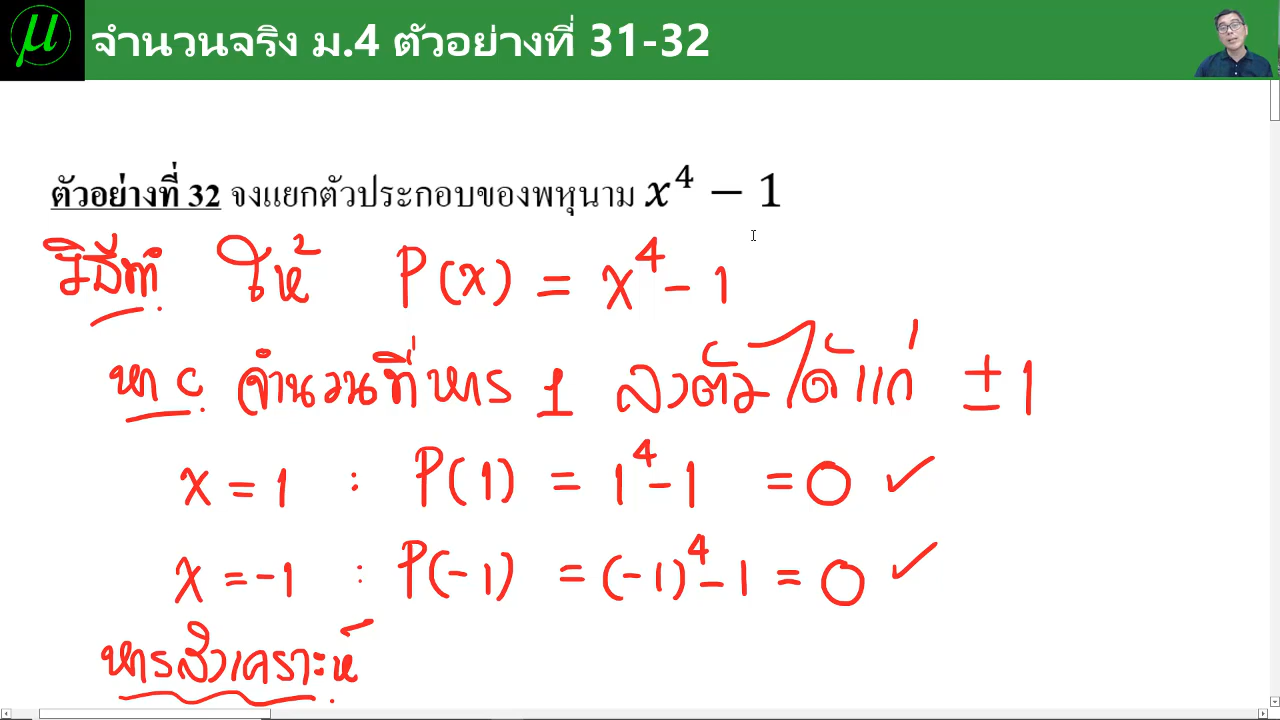 μ จำนวนจริง ม.4 ตัวอย่างที่ 31-32
ตัวอย่างที่ 32 จงแยกตัวประกอบของพหุนาม x⁴ − 1
วิธีทำ ให้ P(x) = x⁴ - 1
หา c จำนวนที่หาร 1 ลงตัวได้แก่ ±1
x = 1 : P(1) = 1⁴ - 1 = 0 ✓
x = -1 : P(-1) = (-1)⁴ - 1 = 0 ✓
หารสังเคราะห์